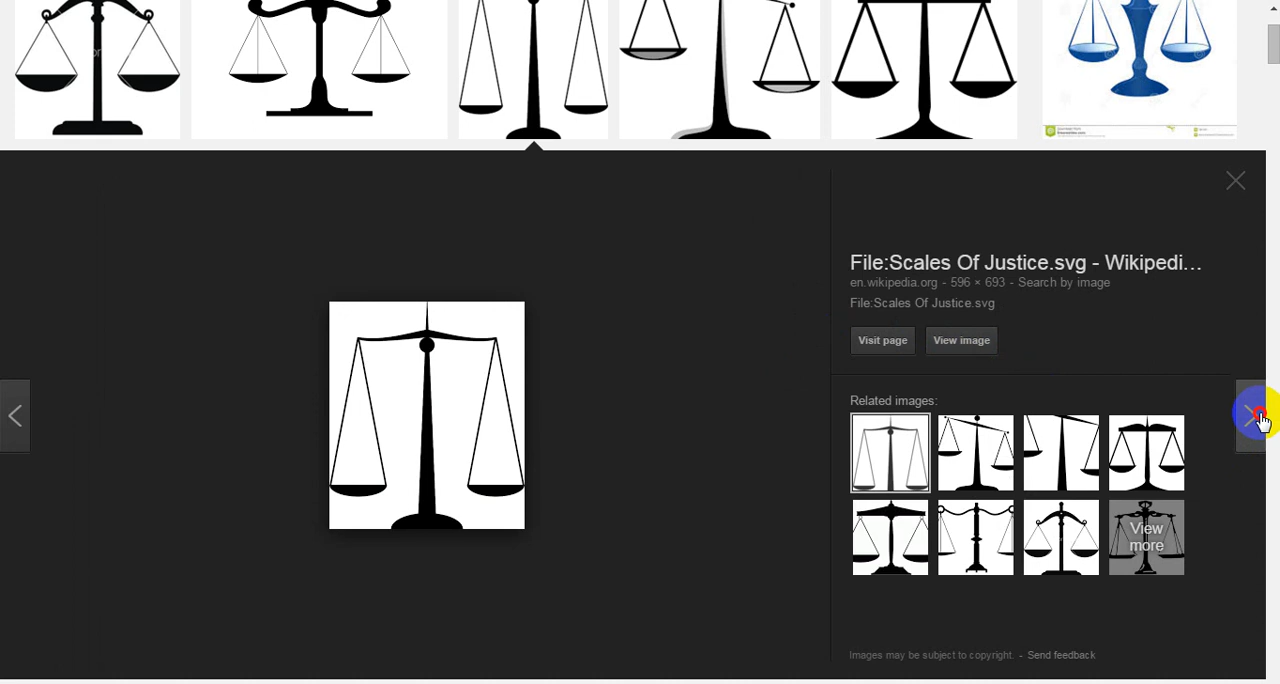 File:Scales Of Justice.svg - Wikipedi...
en.wikipedia.org - 596 × 693 - Search by image
File:Scales Of Justice.svg
Visit page
View image
Related images:
View
more
Images may be subject to copyright. - Send feedback